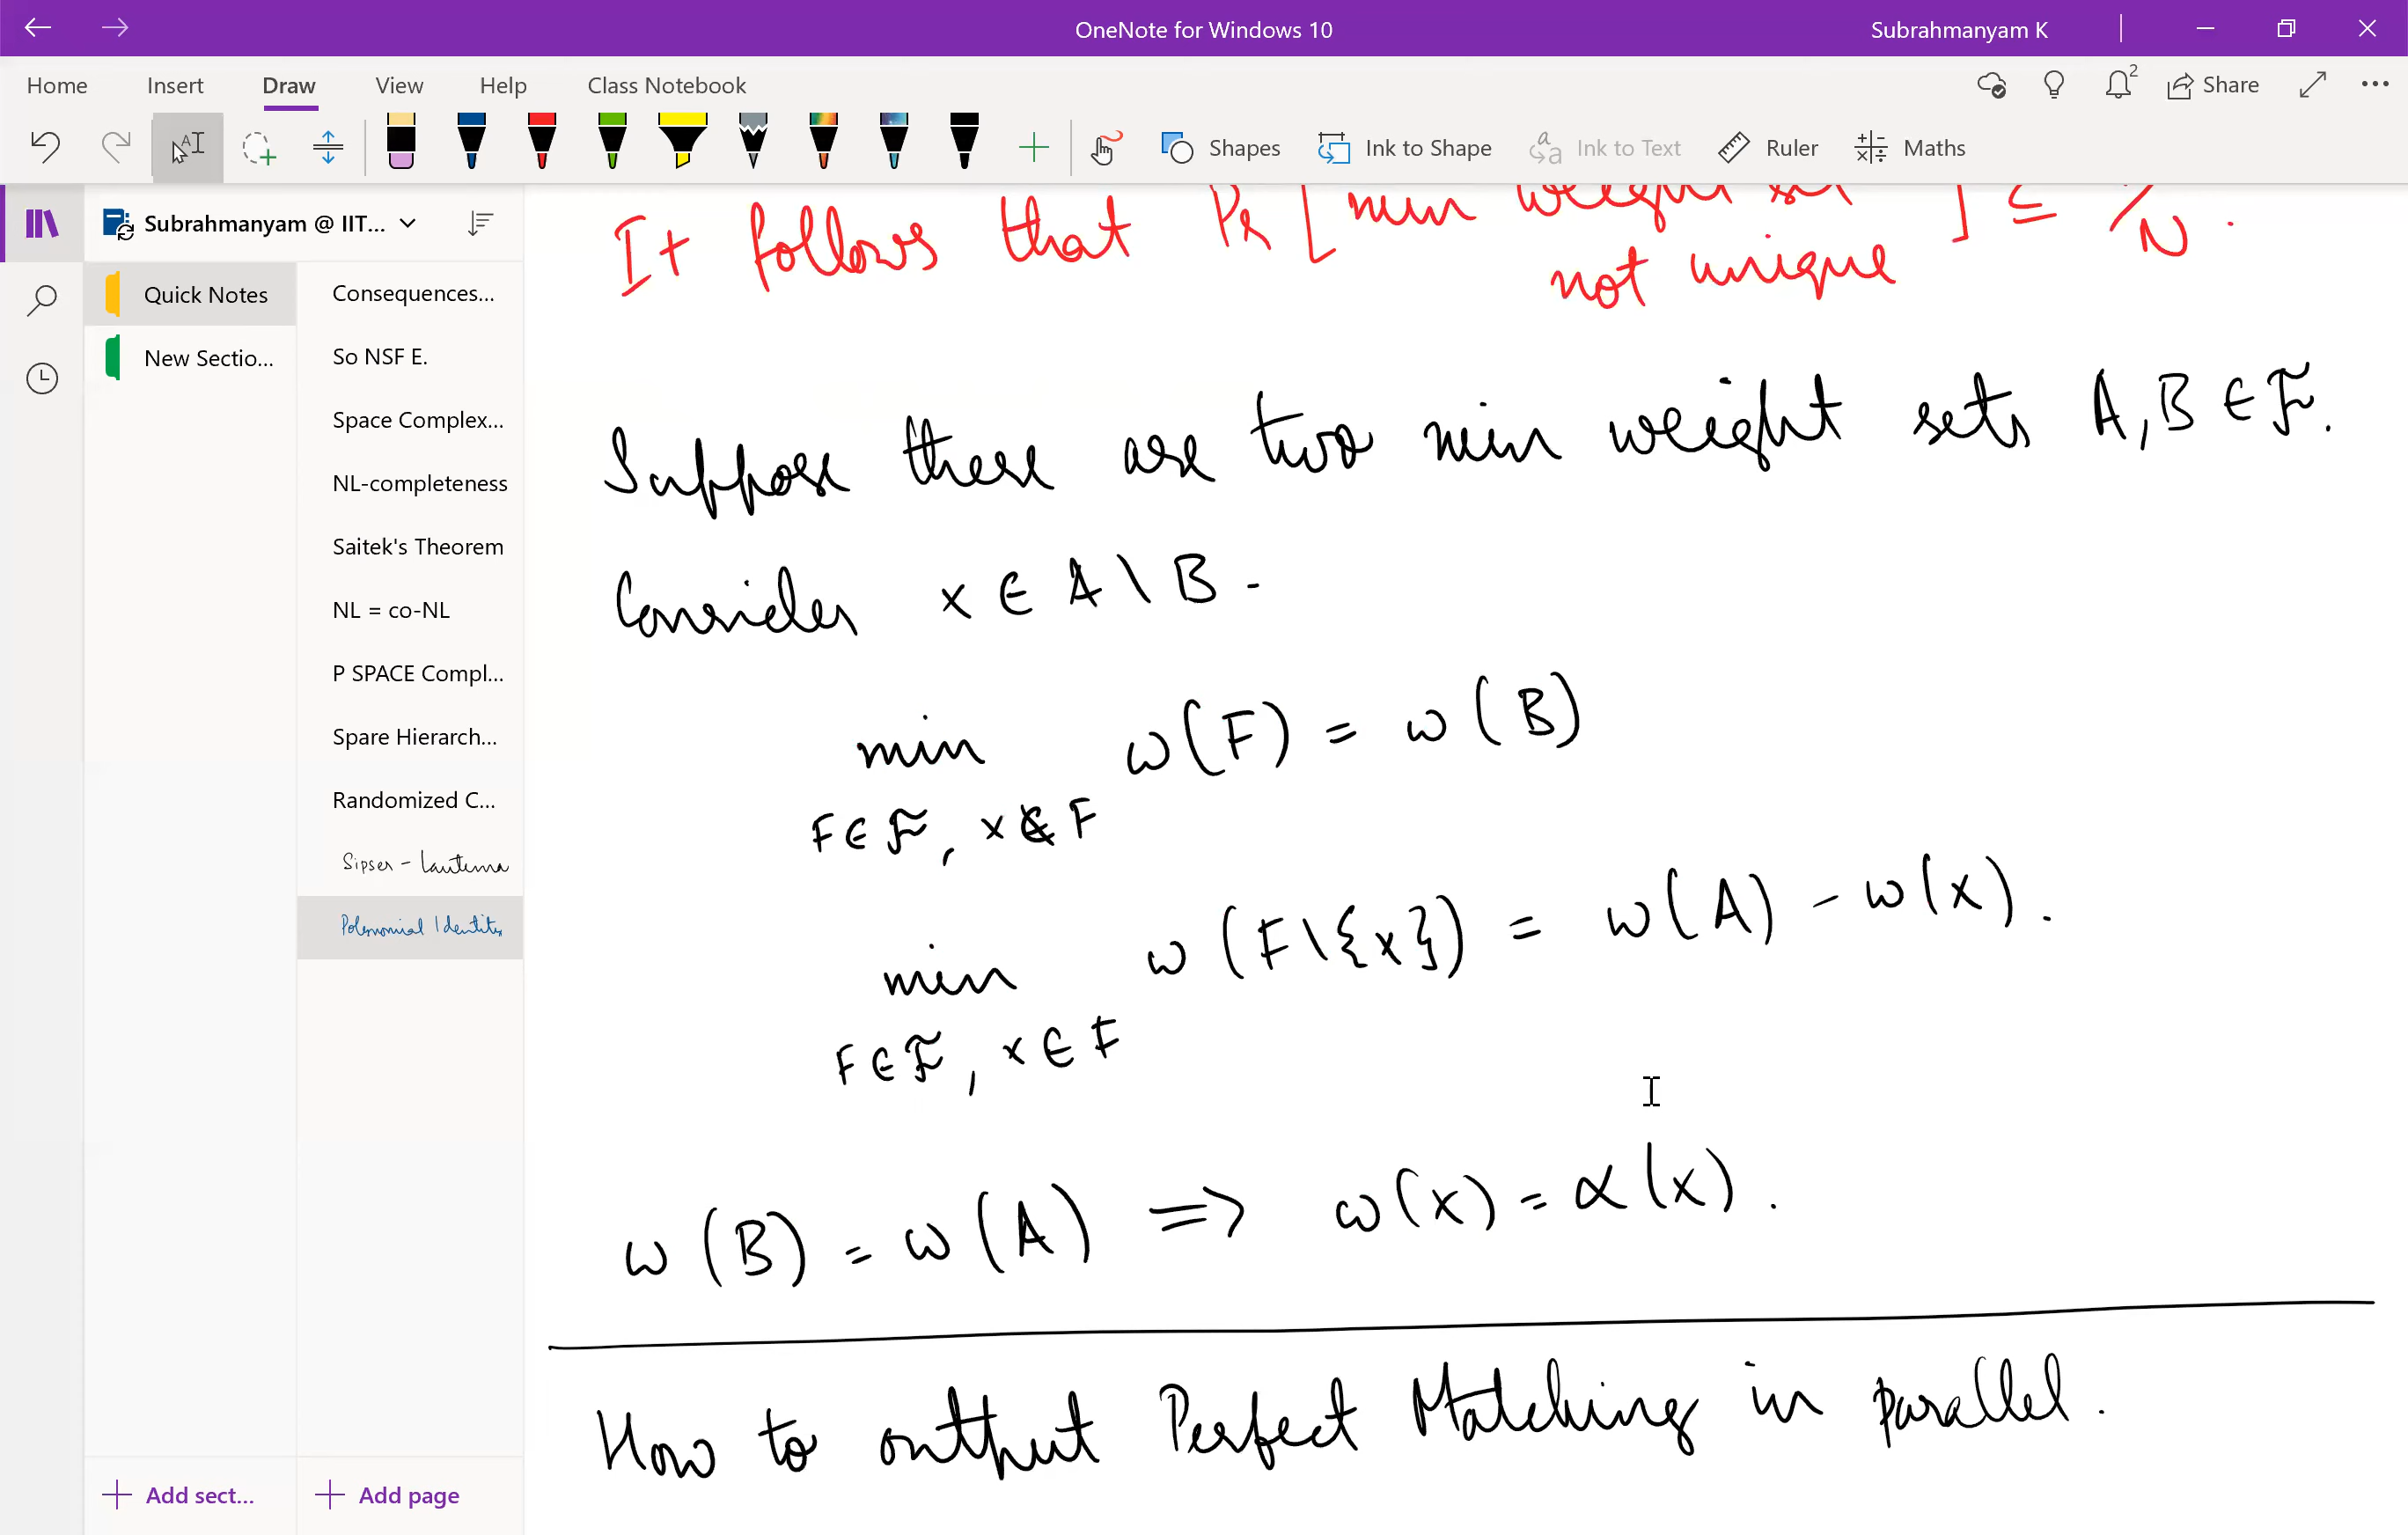 OneNote for Windows 10
Subrahmanyam K
Home Insert Draw View Help Class Notebook
2 Share
Shapes Ink to Shape Ink to Text Ruler Maths
Subrahmanyam @ IIT...
Quick Notes
New Sectio...
Consequences...
So NSF E.
Space Complex...
NL-completeness
Saitek's Theorem
NL = co-NL
P SPACE Compl...
Spare Hierarch...
Randomized C...
Sipser - Lautema
Polynomial Identity
Add sect...
Add page
It follows that Pr [ min weight set not unique ] ≤ n/N .
Suppose there are two min weight sets A, B ∈ F.
Consider x ∈ A \ B .
min w(F) = w(B)
F ∈ F, x ∉ F
min w(F\{x}) = w(A) - w(x).
F ∈ F, x ∈ F
w(B) = w(A) ⇒ w(x) = α(x).
How to output Perfect Matching in parallel.